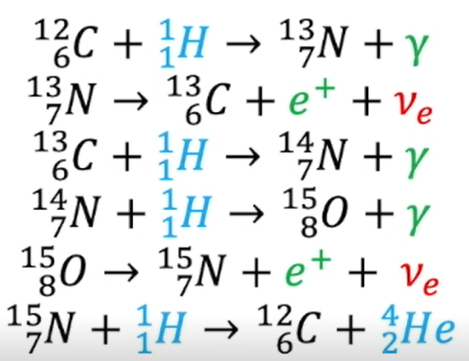 ¹²₆C + ¹₁H → ¹³₇N + γ
¹³₇N → ¹³₆C + e⁺ + νₑ
¹³₆C + ¹₁H → ¹⁴₇N + γ
¹⁴₇N + ¹₁H → ¹⁵₈O + γ
¹⁵₈O → ¹⁵₇N + e⁺ + νₑ
¹⁵₇N + ¹₁H → ¹²₆C + ⁴₂He